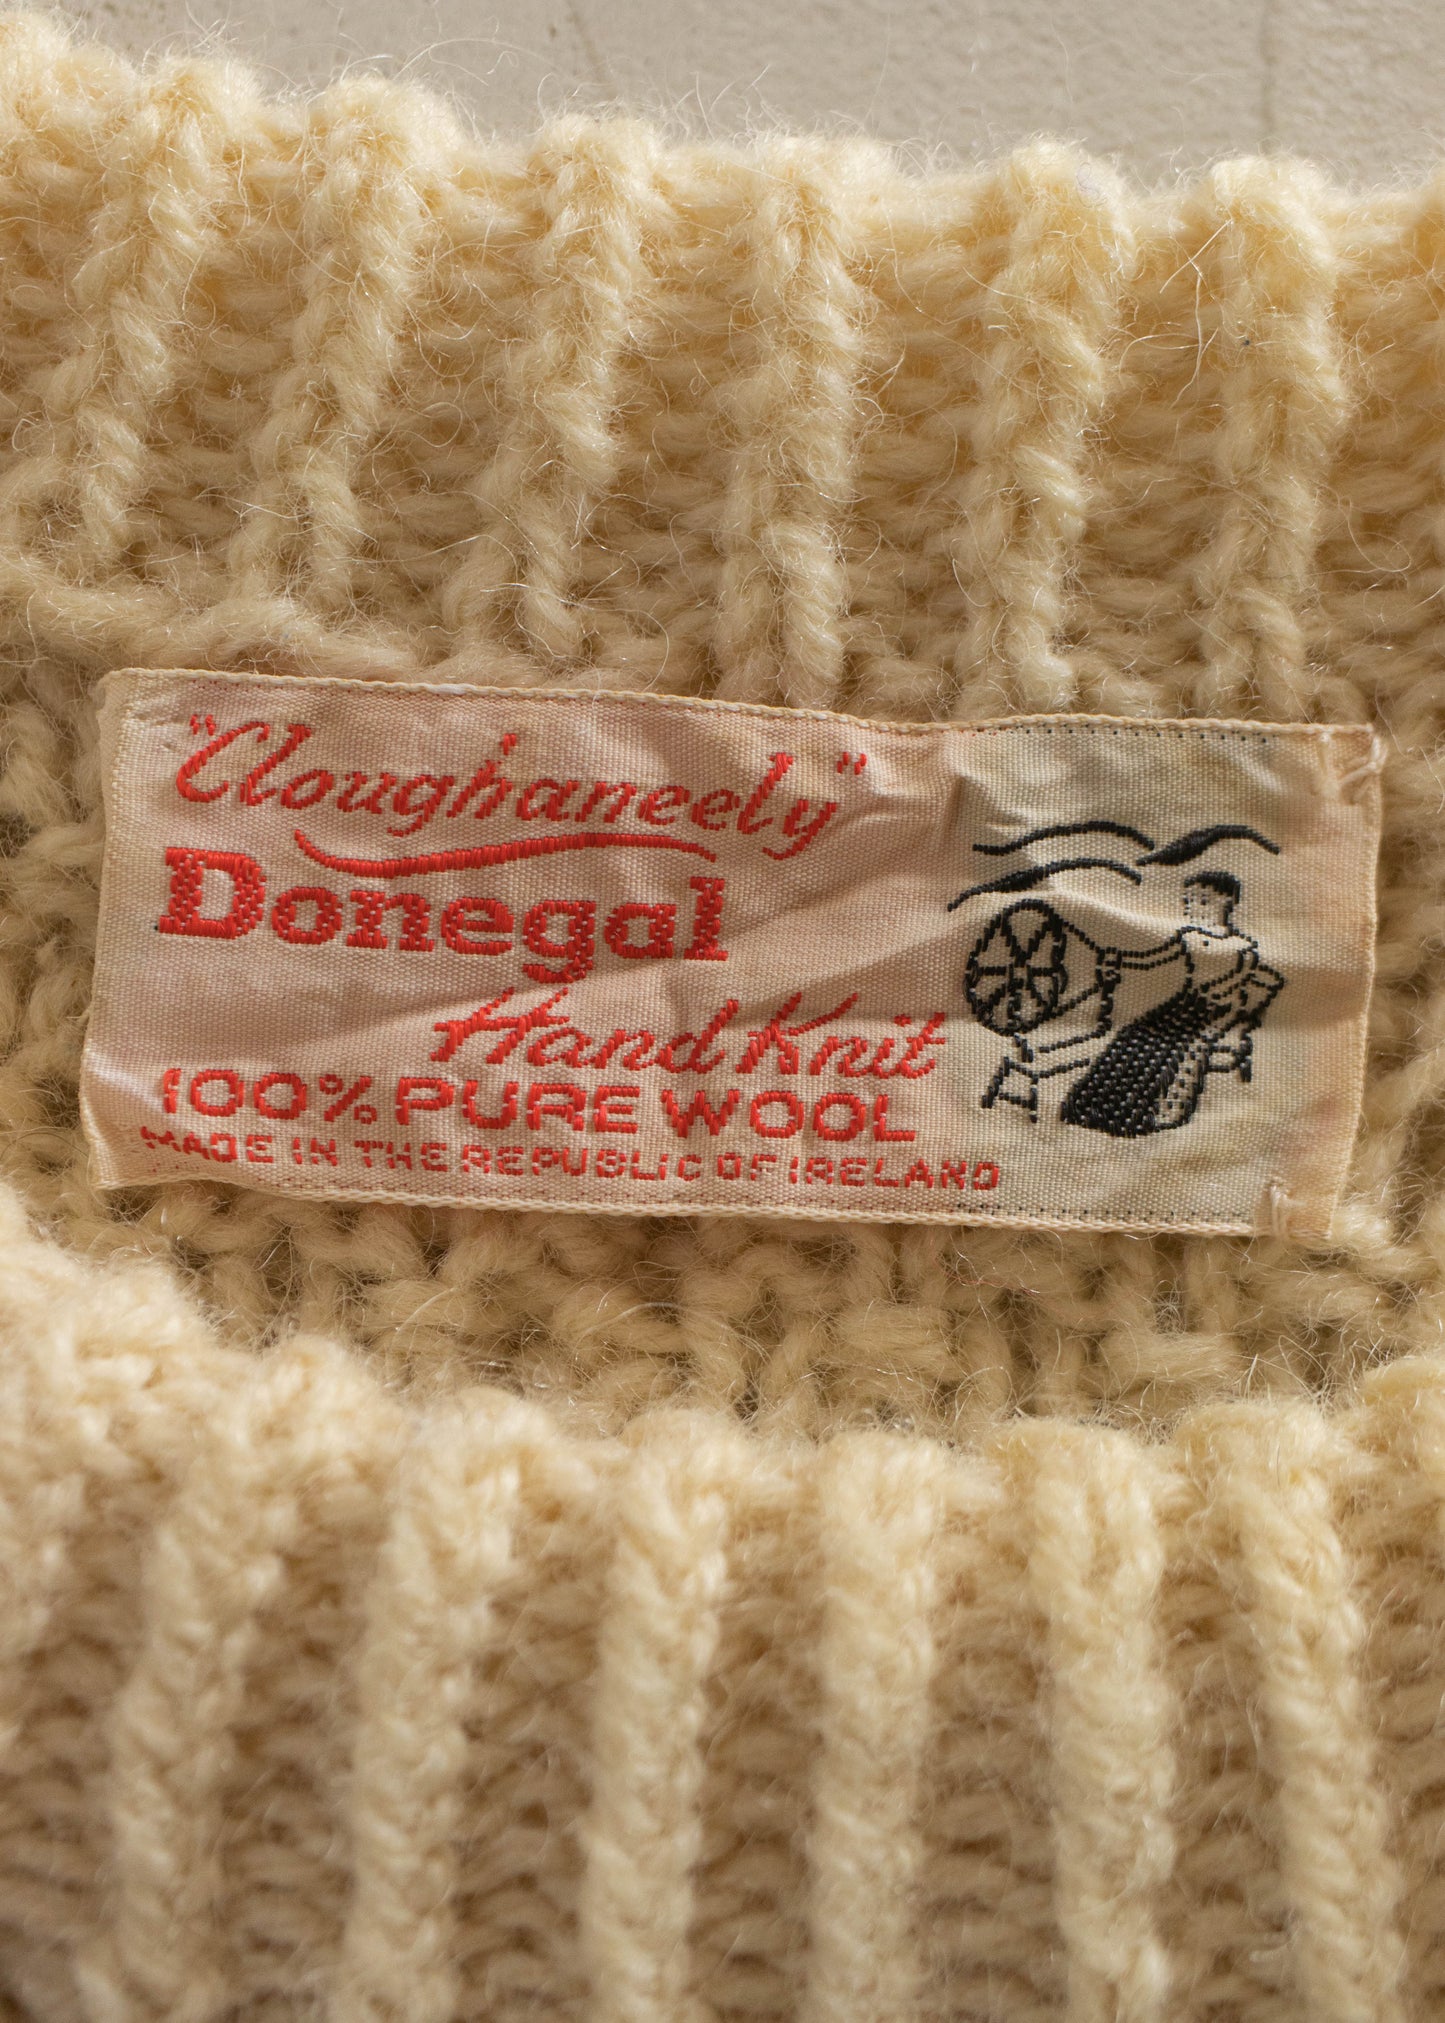 "Cloughaneely"
Donegal
Hand Knit
100% PURE WOOL
MADE IN THE REPUBLIC OF IRELAND